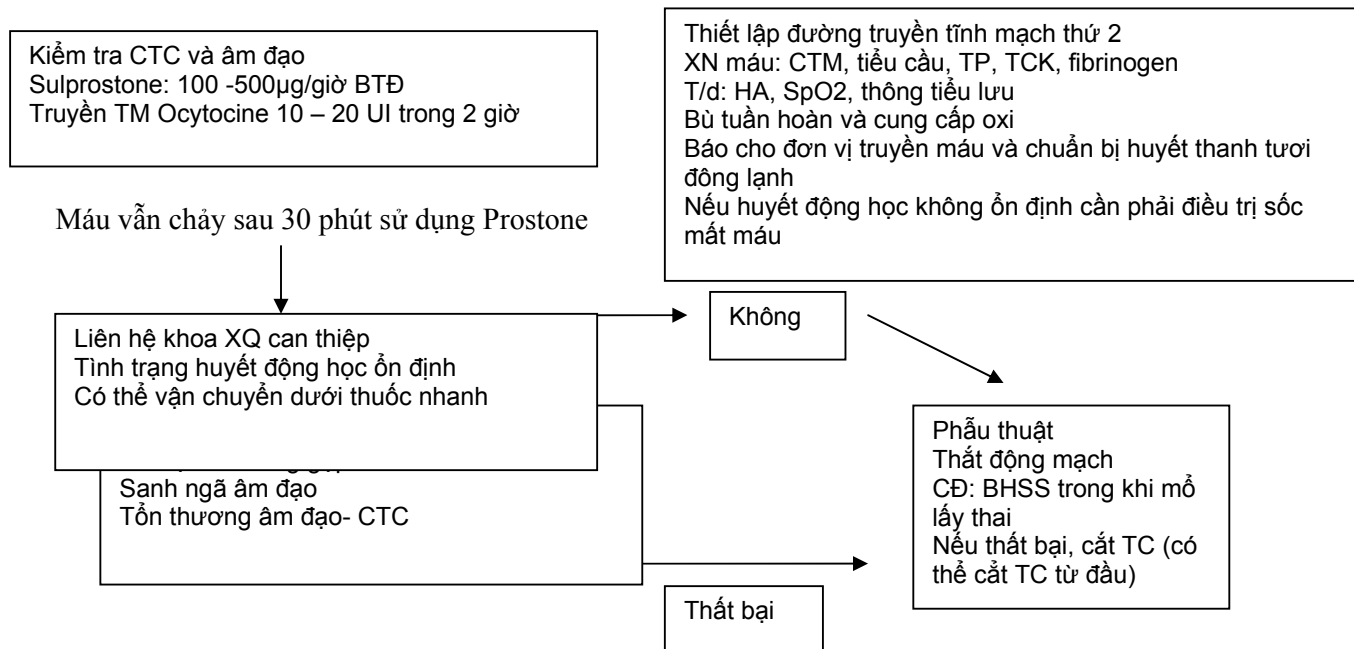 Kiểm tra CTC và âm đạo
Sulprostone: 100 -500µg/giờ BTĐ
Truyền TM Ocytocine 10 – 20 UI trong 2 giờ
Thiết lập đường truyền tĩnh mạch thứ 2
XN máu: CTM, tiểu cầu, TP, TCK, fibrinogen
T/d: HA, SpO2, thông tiểu lưu
Bù tuần hoàn và cung cấp oxi
Báo cho đơn vị truyền máu và chuẩn bị huyết thanh tươi
đông lạnh
Nếu huyết động học không ổn định cần phải điều trị sốc
mất máu
Máu vẫn chảy sau 30 phút sử dụng Prostone
Liên hệ khoa XQ can thiệp
Tình trạng huyết động học ổn định
Có thể vận chuyển dưới thuốc nhanh
Không
Sanh ngã âm đạo
Tổn thương âm đạo- CTC
Phẫu thuật
Thắt động mạch
CĐ: BHSS trong khi mổ
lấy thai
Nếu thất bại, cắt TC (có
thể cắt TC từ đầu)
Thất bại